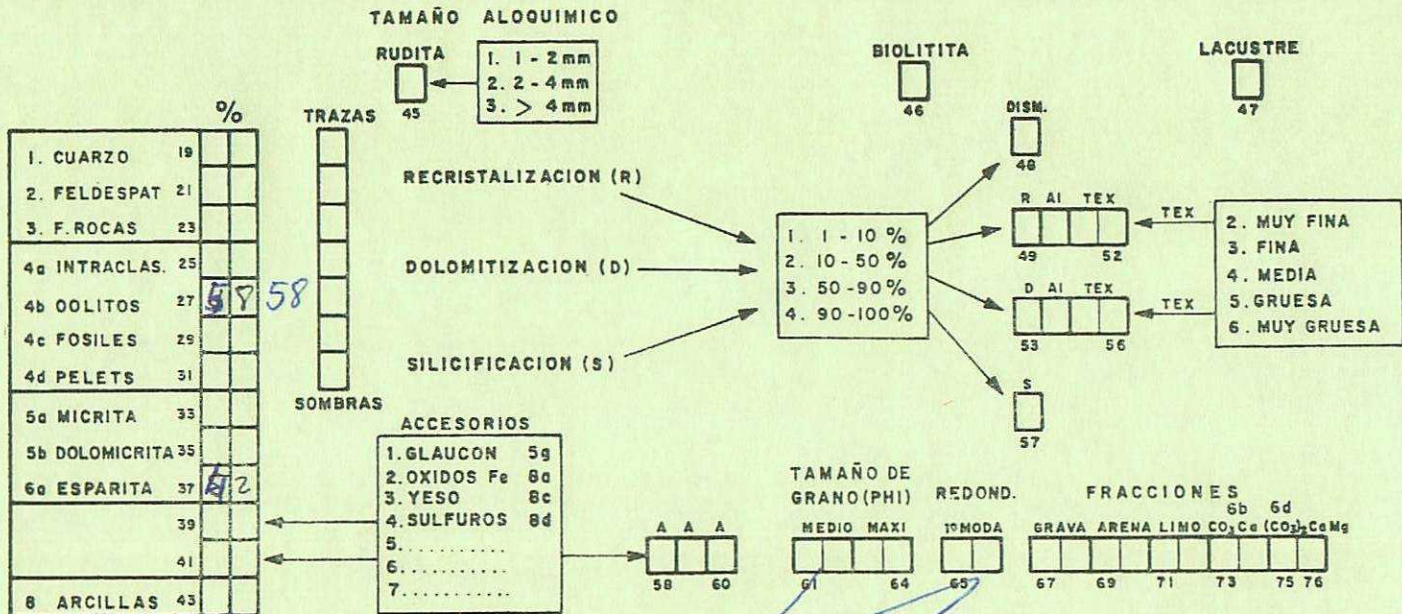 TAMAÑO ALOQUIMICO
RUDITA
45
1. 1 - 2 mm
2. 2 - 4 mm
3. > 4 mm
BIOLITITA
46
LACUSTRE
47
%
TRAZAS
SOMBRAS
1. CUARZO 19
2. FELDESPAT 21
3. F. ROCAS 23
4a INTRACLAS. 25
4b OOLITOS 27 58 58
4c FOSILES 29
4d PELETS 31
5a MICRITA 33
5b DOLOMICRITA 35
6a ESPARITA 37 42
39
41
8 ARCILLAS 43
RECRISTALIZACION (R)
DOLOMITIZACION (D)
SILICIFICACION (S)
1. 1 - 10 %
2. 10 - 50 %
3. 50 - 90 %
4. 90 - 100%
DISM.
48
R AI TEX
49 52
TEX
D AI TEX
53 56
TEX
S
57
2. MUY FINA
3. FINA
4. MEDIA
5. GRUESA
6. MUY GRUESA
ACCESORIOS
1. GLAUCON 5g
2. OXIDOS Fe 8a
3. YESO 8c
4. SULFUROS 8d
5...........
6...........
7...........
A A A
58 60
TAMAÑO DE
GRANO (PHI)
MEDIO MAXI
61 64
REDOND.
1ª MODA
65
FRACCIONES
6b 6d
GRAVA ARENA LIMO CO₃Ca (CO₃)₂CaMg
67 69 71 73 75 76